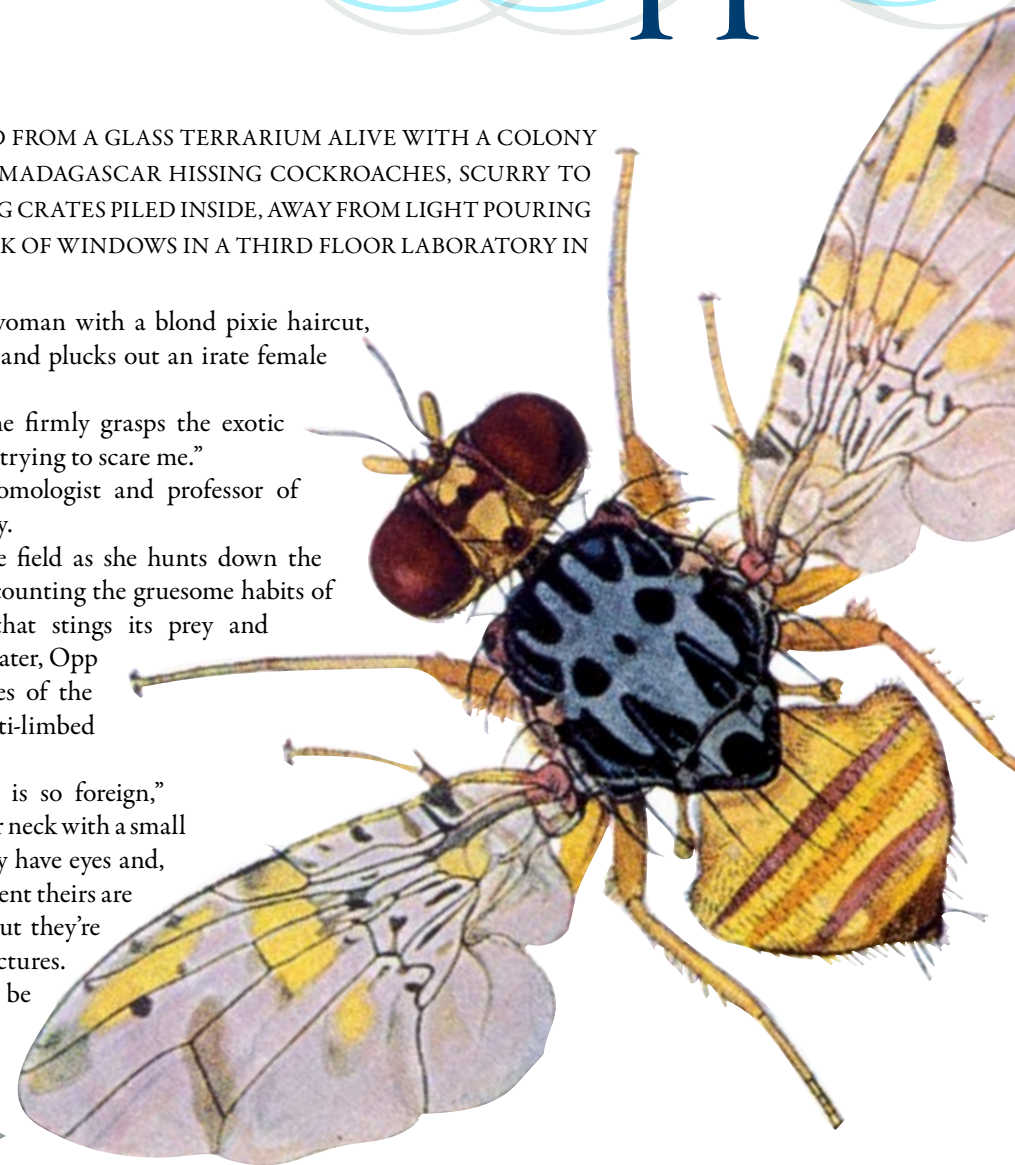 pp
FROM A GLASS TERRARIUM ALIVE WITH A COLONY
MADAGASCAR HISSING COCKROACHES, SCURRY TO
G CRATES PILED INSIDE, AWAY FROM LIGHT POURING
K OF WINDOWS IN A THIRD FLOOR LABORATORY IN
woman with a blond pixie haircut,
and plucks out an irate female
he firmly grasps the exotic
trying to scare me.”
omologist and professor of
y.
e field as she hunts down the
counting the gruesome habits of
that stings its prey and
ater, Opp
es of the
ti-limbed
is so foreign,”
r neck with a small
y have eyes and,
ent theirs are
ut they’re
ctures.
be